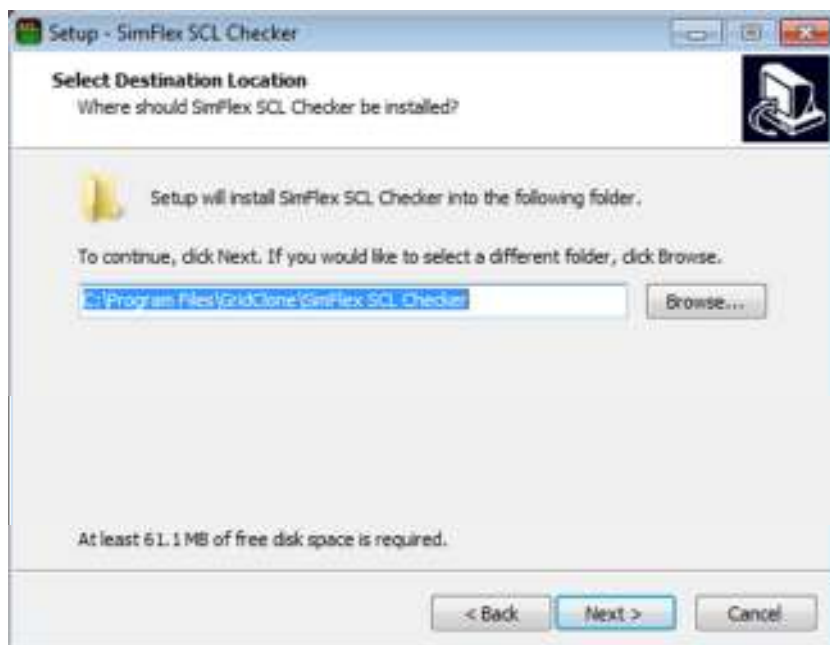 Setup - SimFlex SCL Checker
Select Destination Location
Where should SimFlex SCL Checker be installed?
Setup will install SimFlex SCL Checker into the following folder.
To continue, click Next. If you would like to select a different folder, click Browse.
C:\Program Files\GridClone\SimFlex SCL Checker
Browse...
At least 61.1 MB of free disk space is required.
< Back
Next >
Cancel